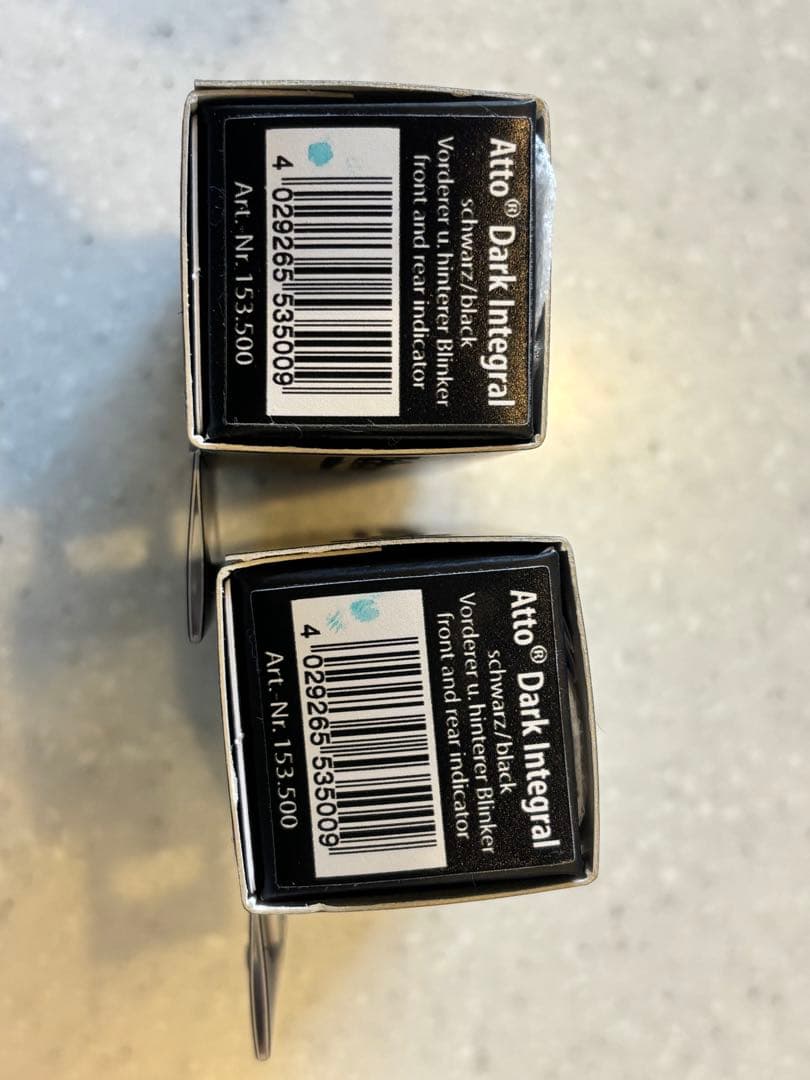 Atto® Dark Integral
schwarz/black
Vorderer u. hinterer Blinker
front and rear indicator
4 029265 535009
Art.-Nr. 153.500
Atto® Dark Integral
schwarz/black
Vorderer u. hinterer Blinker
front and rear indicator
4 029265 535009
Art.-Nr. 153.500